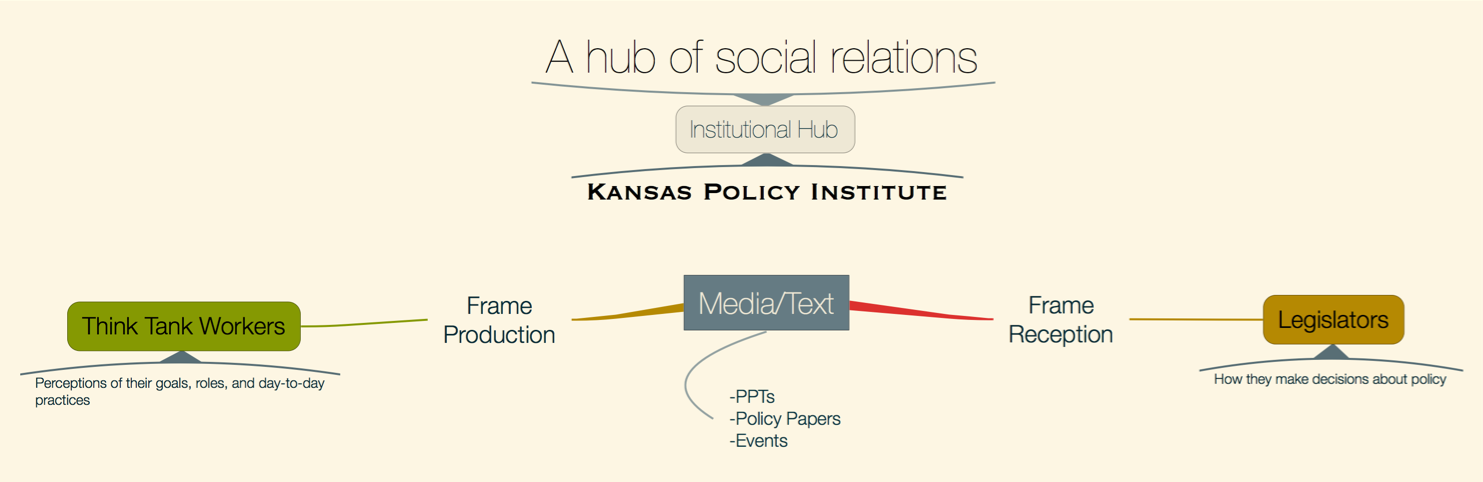 A hub of social relations
Institutional Hub
KANSAS POLICY INSTITUTE
Think Tank Workers
Perceptions of their goals, roles, and day-to-day
practices
Frame
Production
Media/Text
-PPTs
-Policy Papers
-Events
Frame
Reception
Legislators
How they make decisions about policy